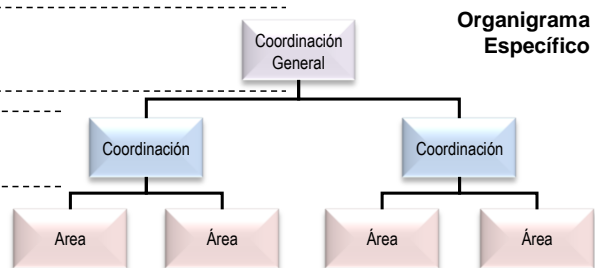 Organigrama
Específico
Coordinación
General
Coordinación
Coordinación
Area
Área
Área
Área